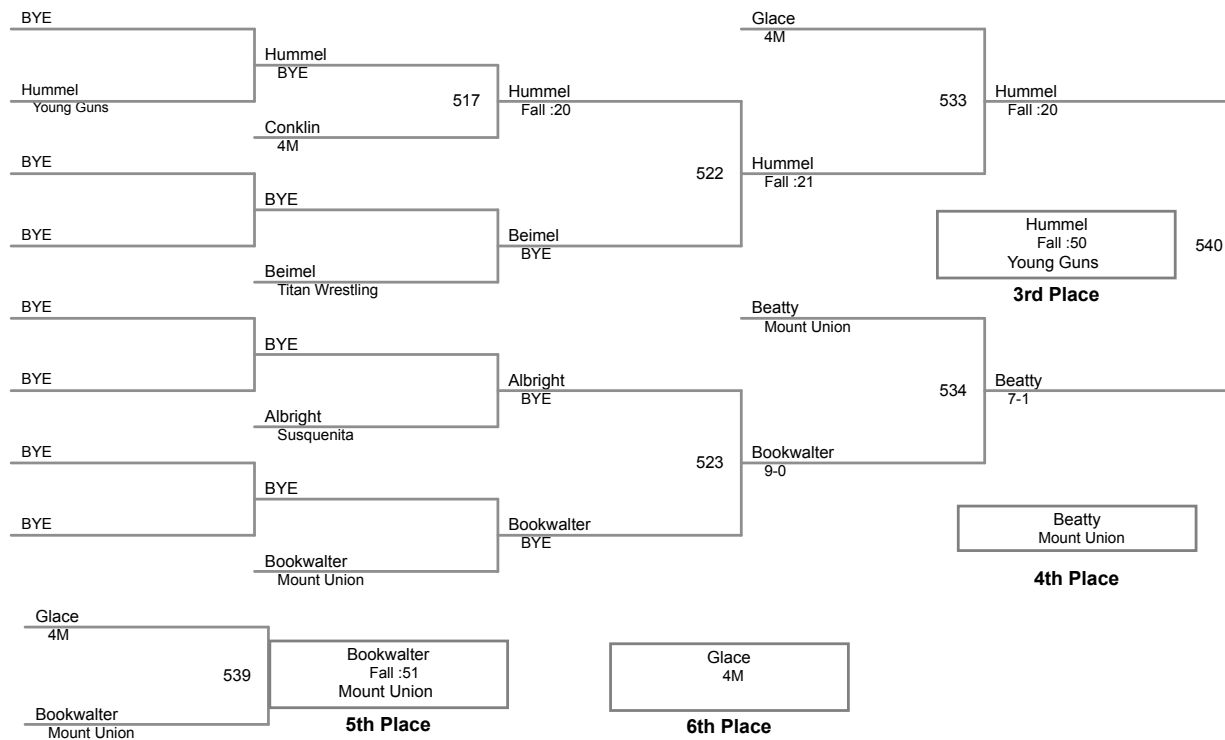 BYE
Hummel
Young Guns
BYE
BYE
BYE
BYE
BYE
BYE
Hummel
BYE
517
Conklin
4M
BYE
Beimel
Titan Wrestling
BYE
Albright
Susquenita
BYE
Bookwalter
Mount Union
Hummel
Fall :20
522
Beimel
BYE
Albright
BYE
523
Bookwalter
BYE
Glace
4M
533
Hummel
Fall :21
Beatty
Mount Union
534
Bookwalter
9-0
Hummel
Fall :20
Hummel
Fall :50
Young Guns
540
3rd Place
Beatty
7-1
Beatty
Mount Union
4th Place
Glace
4M
539
Bookwalter
Mount Union
Bookwalter
Fall :51
Mount Union
5th Place
Glace
4M
6th Place